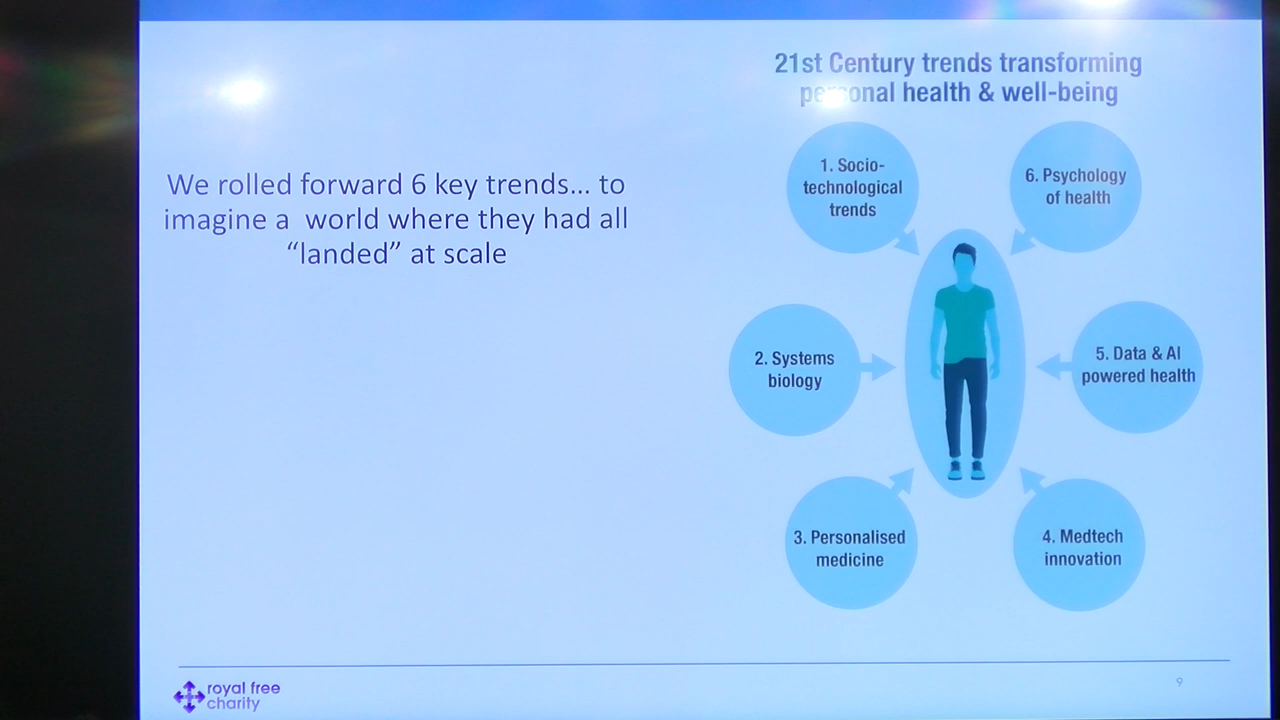 21st Century trends transforming
personal health & well-being
We rolled forward 6 key trends... to
imagine a world where they had all
“landed” at scale
1. Socio-
technological
trends
2. Systems
biology
3. Personalised
medicine
4. Medtech
innovation
5. Data & AI
powered health
6. Psychology
of health
royal free
charity
9